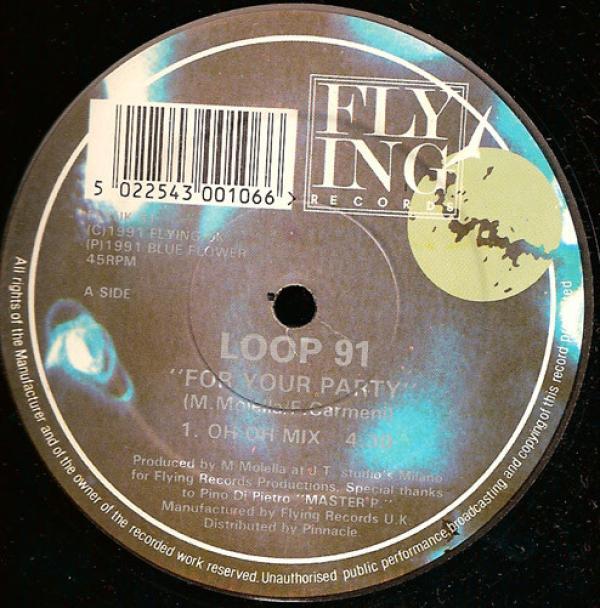 FLY
ING
RECORDS
5 022543 001066 >
(C)1991 FLYING UK
(P)1991 BLUE FLOWER
45RPM
A SIDE
LOOP 91
"FOR YOUR PARTY"
(M. Molella/F. Carmeni)
1. OH OH MIX 4.30
Produced by M Molella at J.T. studio's Milano
for Flying Records Productions. Special thanks
to Pino Di Pietro "MASTER P."
Manufactured by Flying Records U.K.
Distributed by Pinnacle
All rights of the Manufacturer and of the owner of the recorded work reserved. Unauthorised public performance, broadcasting and copying of this record prohibited